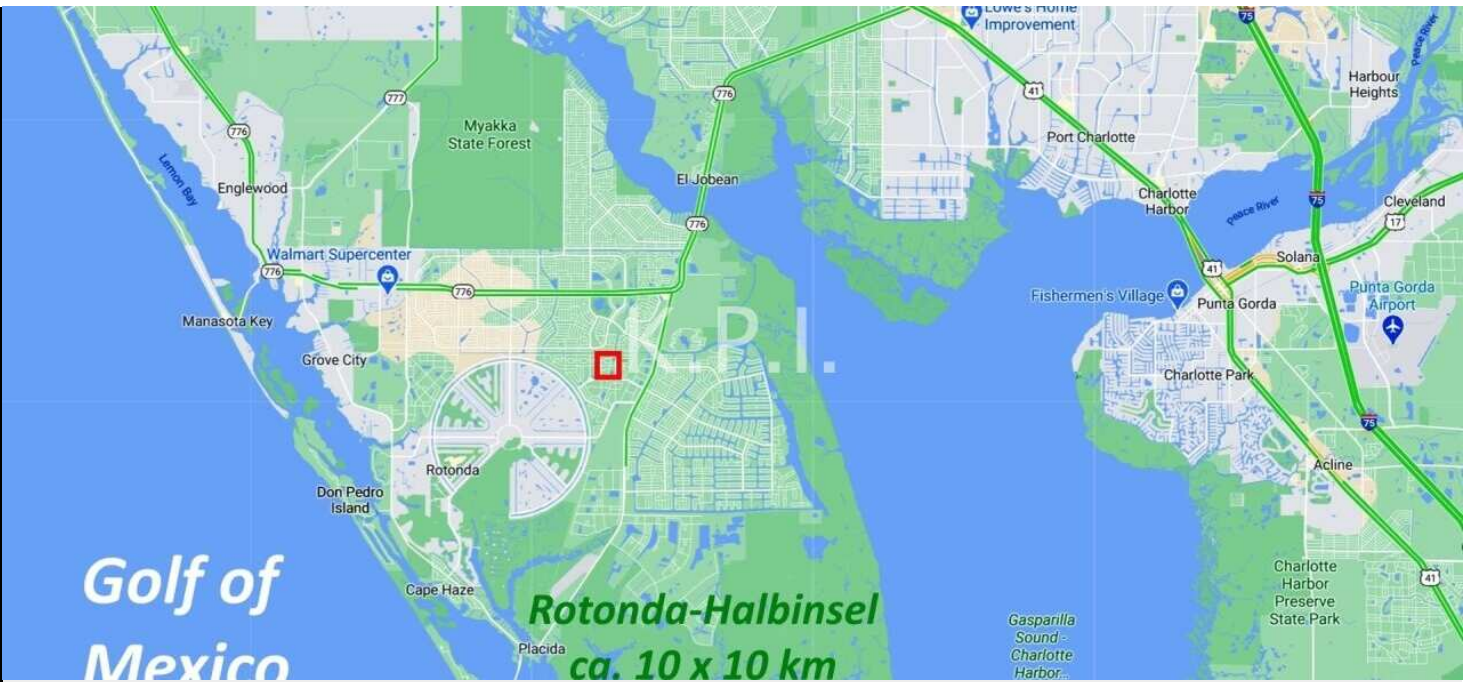 Lowe's Home
Improvement
75
Peace River
Harbour
Heights
777
776
41
776
Myakka
State Forest
Port Charlotte
Lemon Bay
Englewood
El Jobean
Charlotte
Harbor
75
Cleveland
Peace River
17
776
Walmart Supercenter
Solana
776
41
776
Fishermen's Village
Punta Gorda
Punta Gorda
Airport
Manasota Key
K.P.I.
Grove City
Charlotte Park
75
Rotonda
Acline
Don Pedro
Island
Golf of
Mexico
Cape Haze
Rotonda-Halbinsel
ca. 10 x 10 km
Placida
Gasparilla
Sound -
Charlotte
Harbor...
Charlotte
Harbor
Preserve
State Park
41